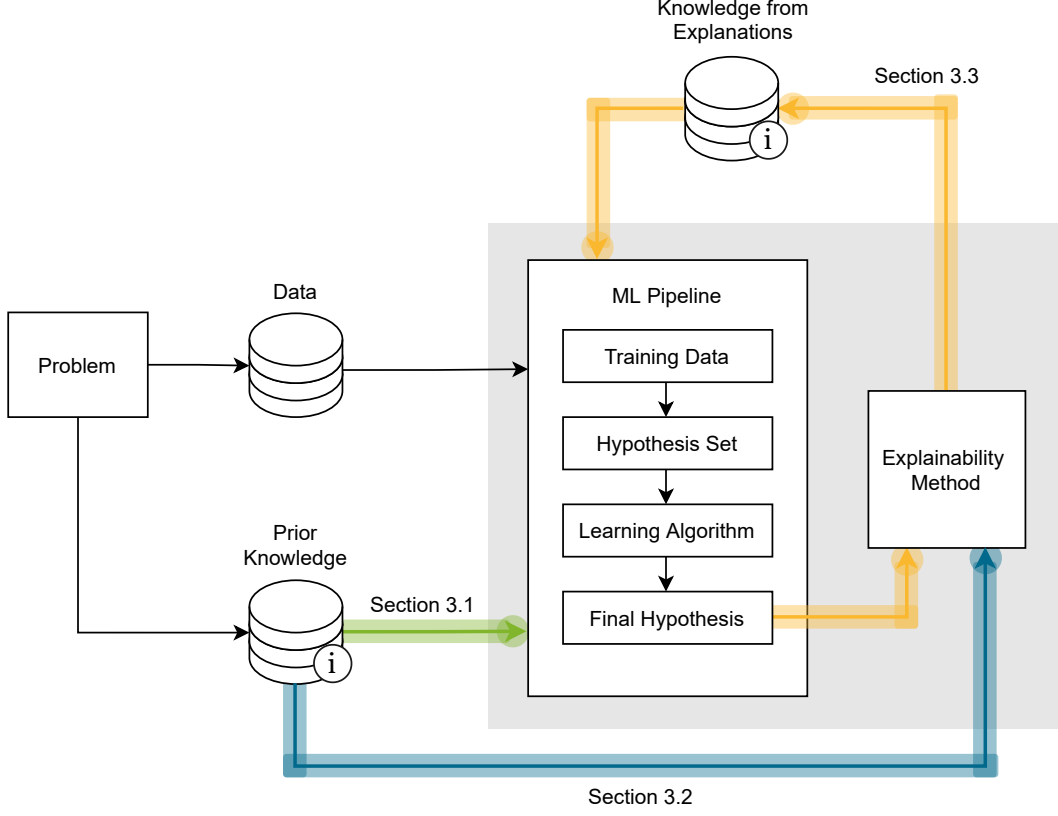 Knowledge from
Explanations
Section 3.3
i
ML Pipeline
Data
Training Data
Problem
Hypothesis Set
Explainability
Method
Learning Algorithm
Prior
Knowledge
Section 3.1
Final Hypothesis
i
Section 3.2